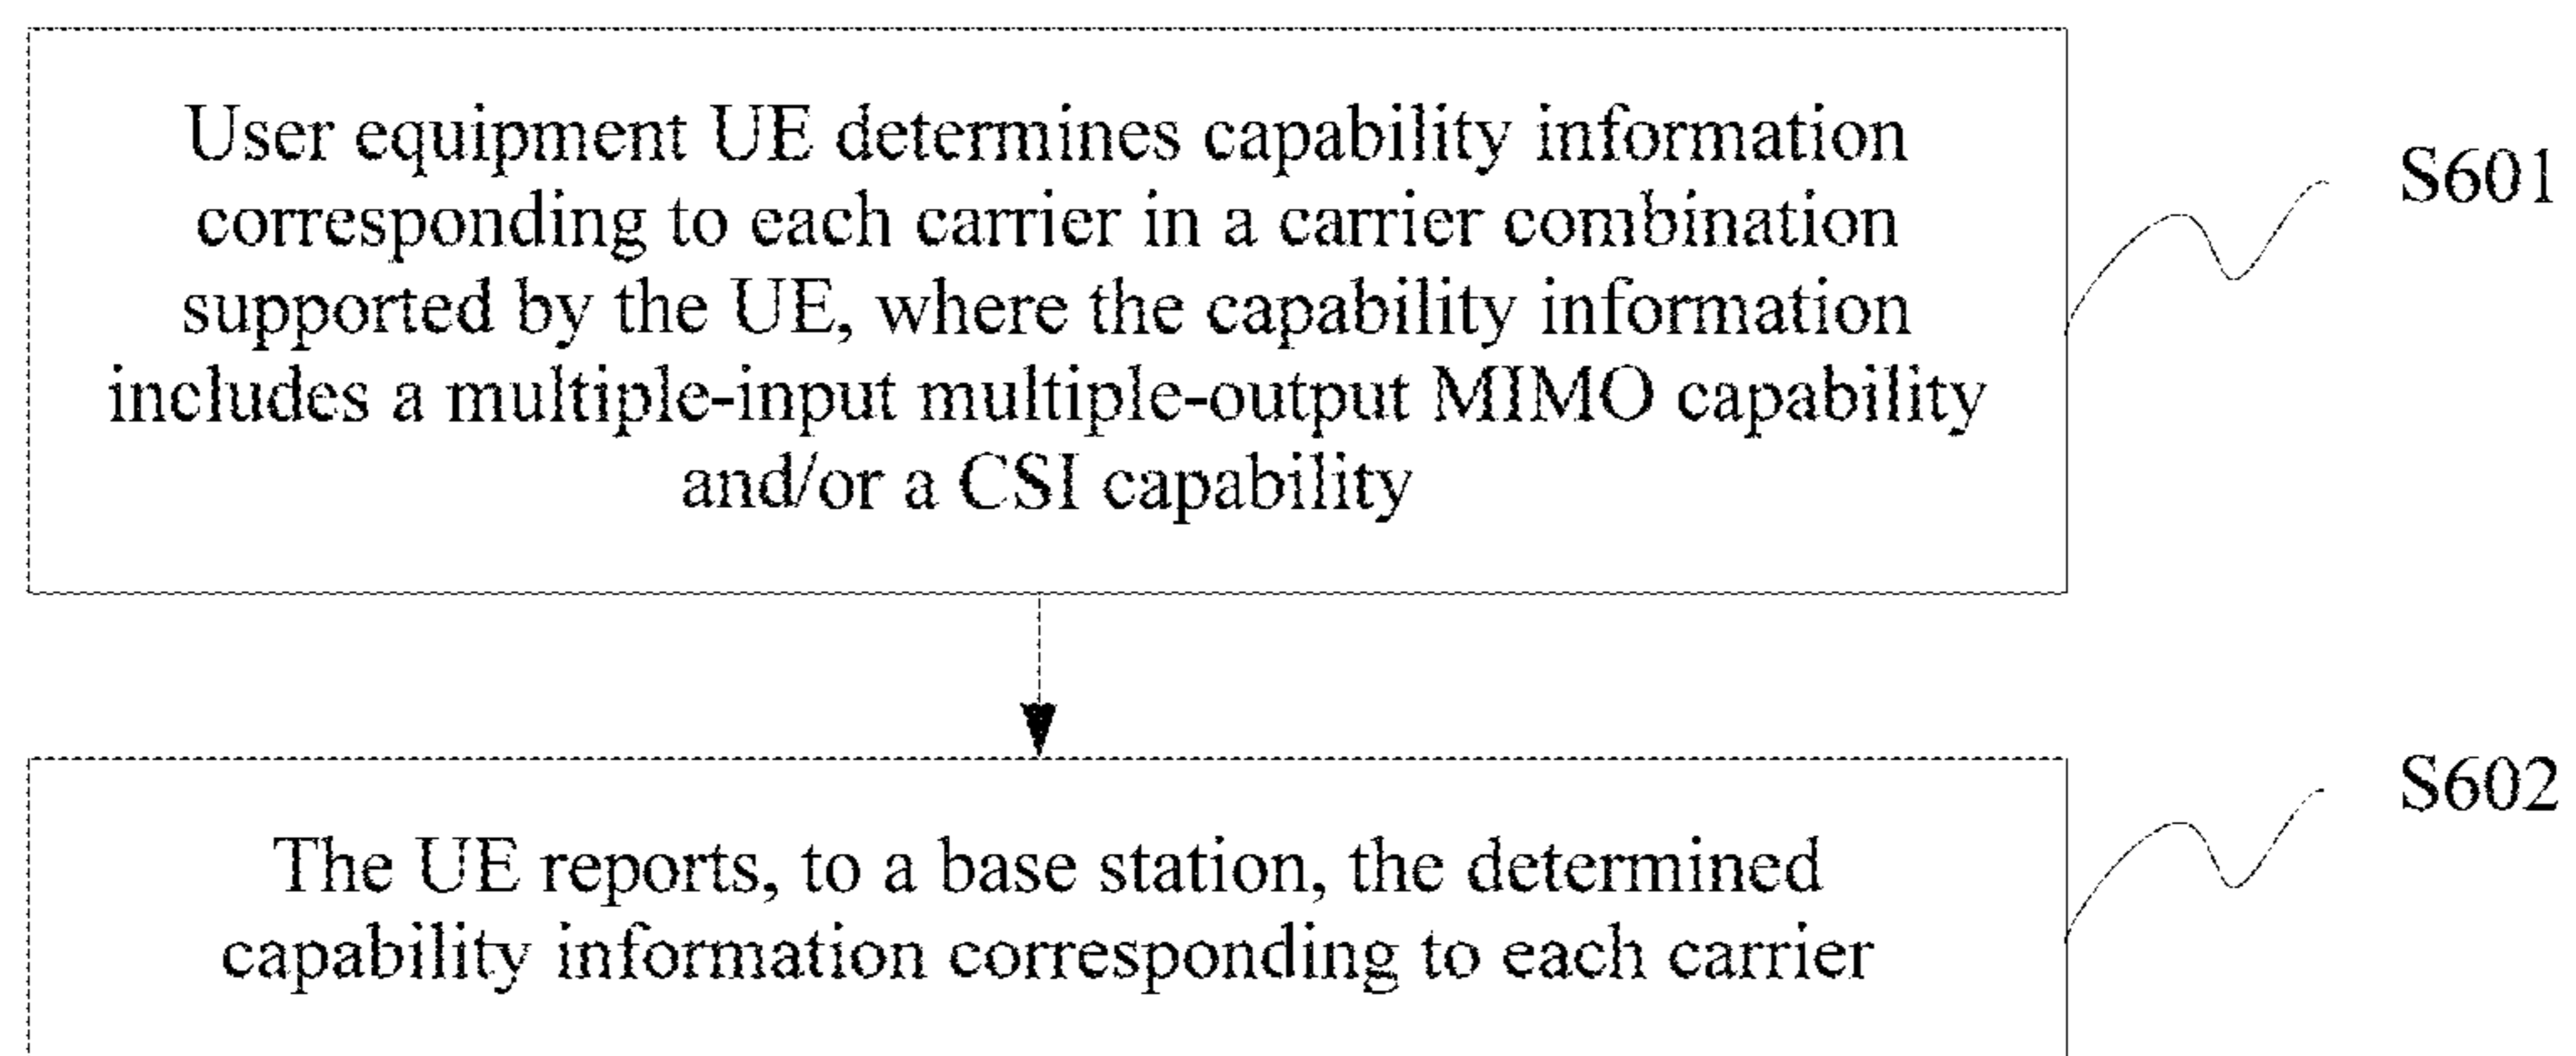 User equipment UE determines capability information
corresponding to each carrier in a carrier combination
supported by the UE, where the capability information
includes a multiple-input multiple-output MIMO capability
and/or a CSI capability
S601
The UE reports, to a base station, the determined
capability information corresponding to each carrier
S602